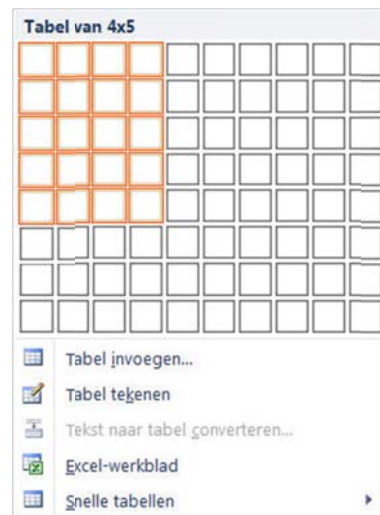 Tabel van 4x5
Tabel invoegen...
Tabel tekenen
Tekst naar tabel converteren...
Excel-werkblad
Snelle tabellen